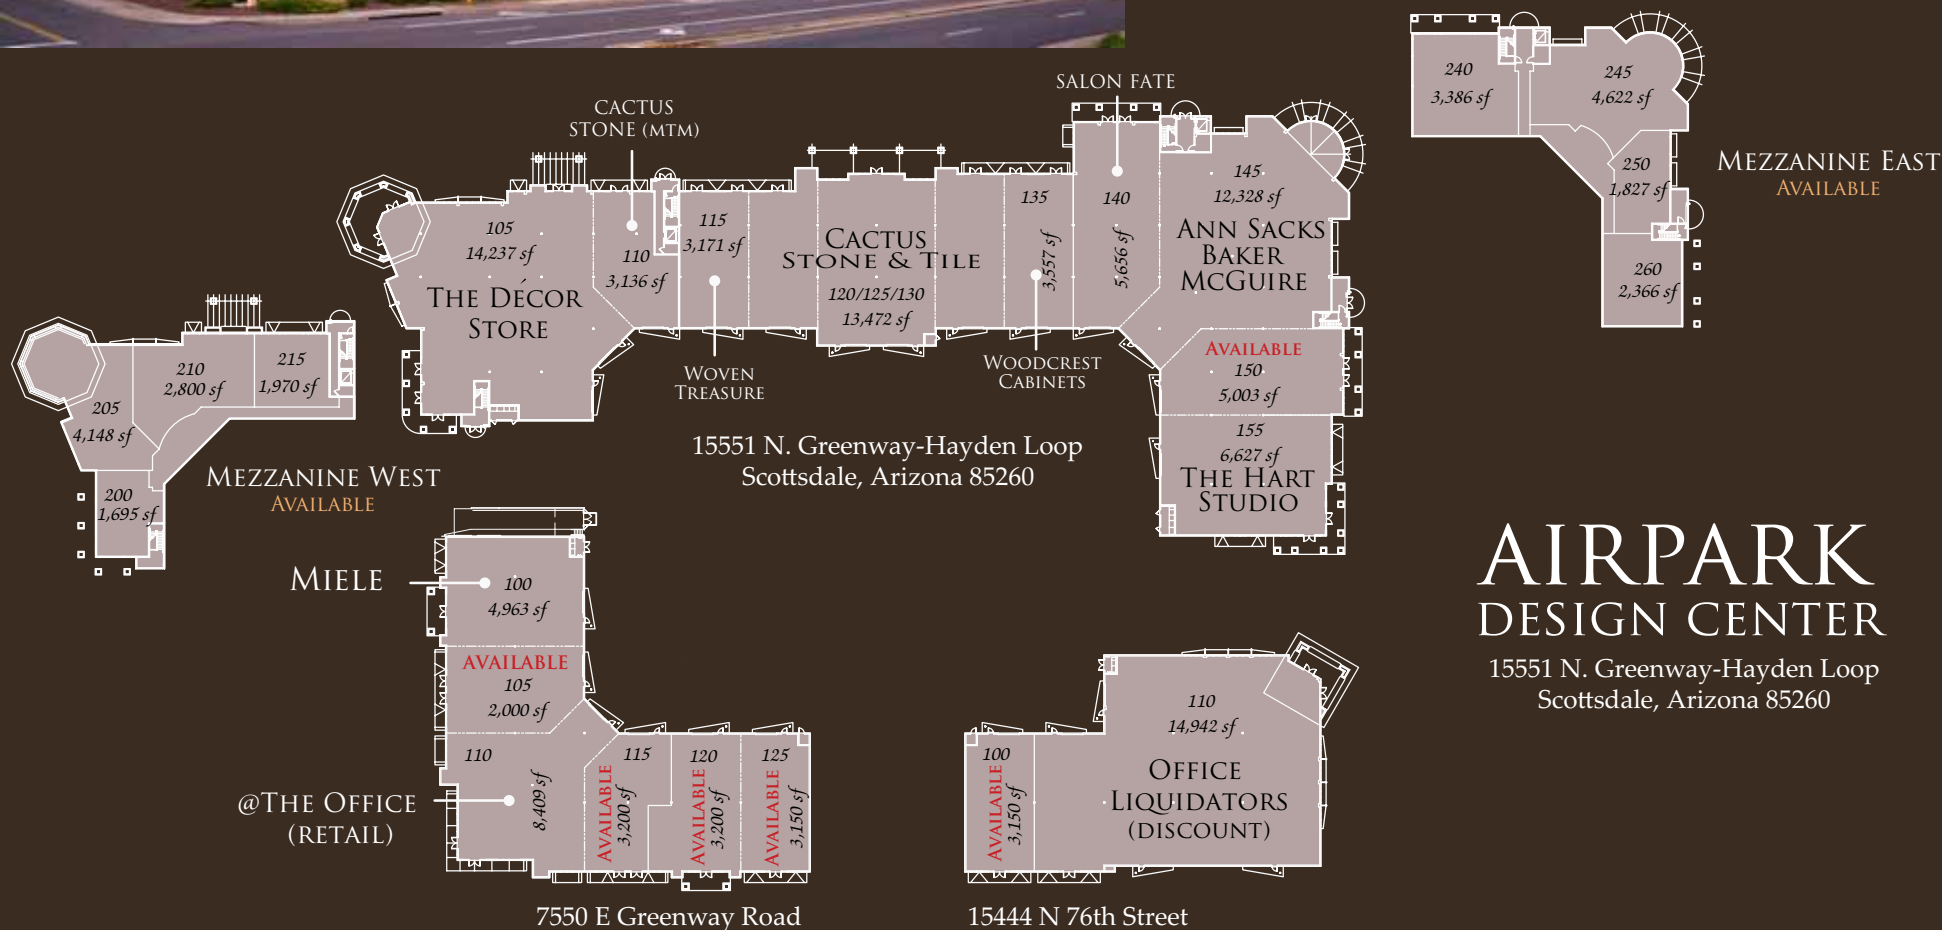 SALON FATE
CACTUS
STONE (MTM)
105
14,237 sf
THE DÉCOR
STORE
110
3,136 sf
115
3,171 sf
WOVEN
TREASURE
CACTUS
STONE & TILE
120/125/130
13,472 sf
135
3,557 sf
WOODCREST
CABINETS
140
5,656 sf
145
12,328 sf
ANN SACKS
BAKER
MCGUIRE
AVAILABLE
150
5,003 sf
155
6,627 sf
THE HART
STUDIO
15551 N. Greenway-Hayden Loop
Scottsdale, Arizona 85260
240
3,386 sf
245
4,622 sf
250
1,827 sf
260
2,366 sf
MEZZANINE EAST
AVAILABLE
205
4,148 sf
210
2,800 sf
215
1,970 sf
200
1,695 sf
MEZZANINE WEST
AVAILABLE
MIELE
100
4,963 sf
AVAILABLE
105
2,000 sf
110
8,409 sf
@THE OFFICE
(RETAIL)
115
AVAILABLE
3,200 sf
120
AVAILABLE
3,200 sf
125
AVAILABLE
3,150 sf
7550 E Greenway Road
100
AVAILABLE
3,150 sf
110
14,942 sf
OFFICE
LIQUIDATORS
(DISCOUNT)
15444 N 76th Street
AIRPARK
DESIGN CENTER
15551 N. Greenway-Hayden Loop
Scottsdale, Arizona 85260